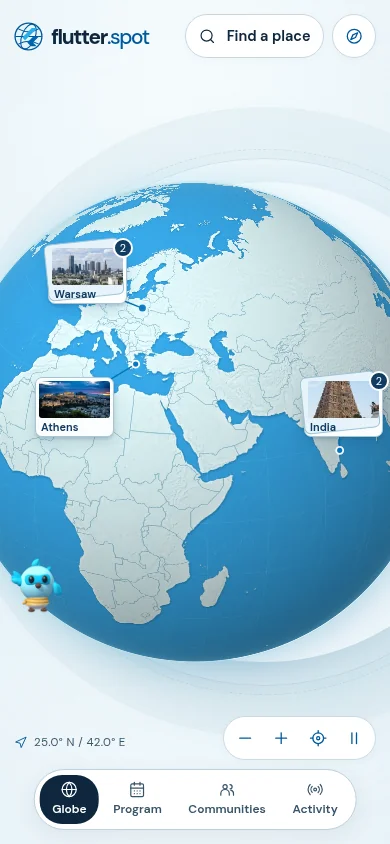 flutter.spot
Find a place
2
Warsaw
2
Athens
India
25.0° N / 42.0° E
Globe
Program
Communities
Activity